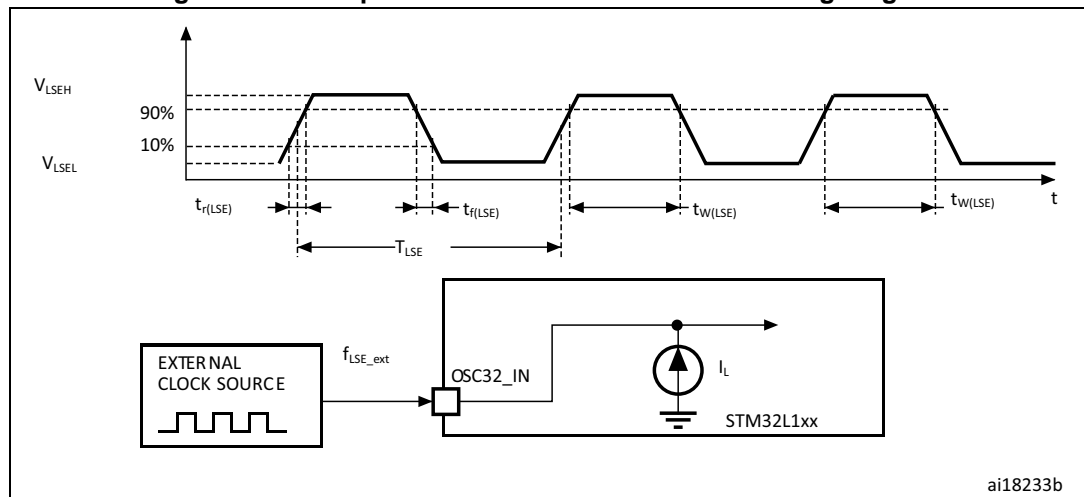 V_LSEH
90%
10%
V_LSEL
t_r(LSE)
t_f(LSE)
t_W(LSE)
t_W(LSE)
t
T_LSE
EXTERNAL
CLOCK SOURCE
f_LSE_ext
OSC32_IN
I_L
STM32L1xx
ai18233b